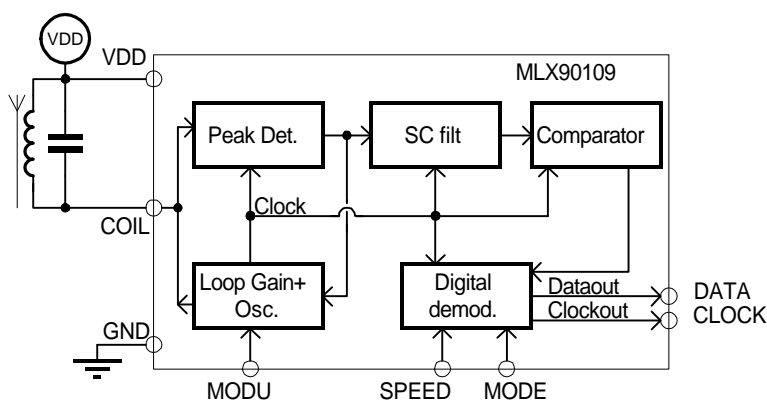 VDD
VDD
MLX90109
Peak Det.
SC filt
Comparator
COIL
Clock
Loop Gain+
Osc.
Digital
demod.
Dataout
DATA
Clockout
CLOCK
GND
MODU
SPEED
MODE